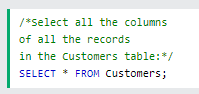 /*Select all the columns
of all the records
in the Customers table:*/
SELECT * FROM Customers;